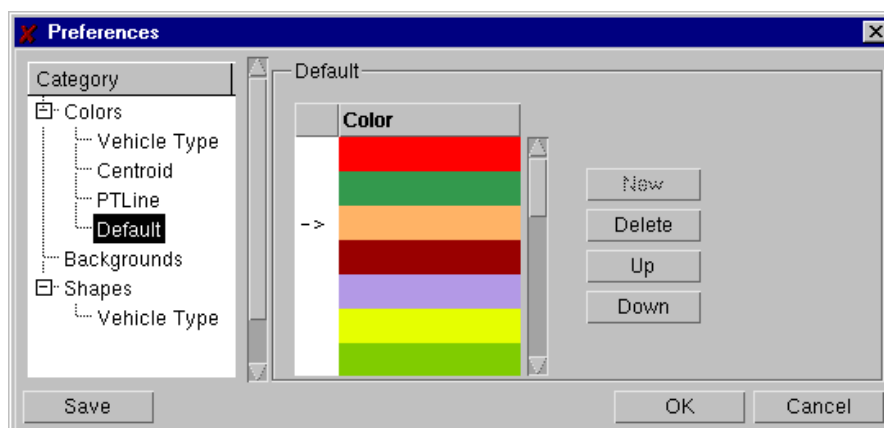 Preferences
Category
Colors
Vehicle Type
Centroid
PTLine
Default
Backgrounds
Shapes
Vehicle Type
Default
Color
->
New
Delete
Up
Down
Save
OK
Cancel